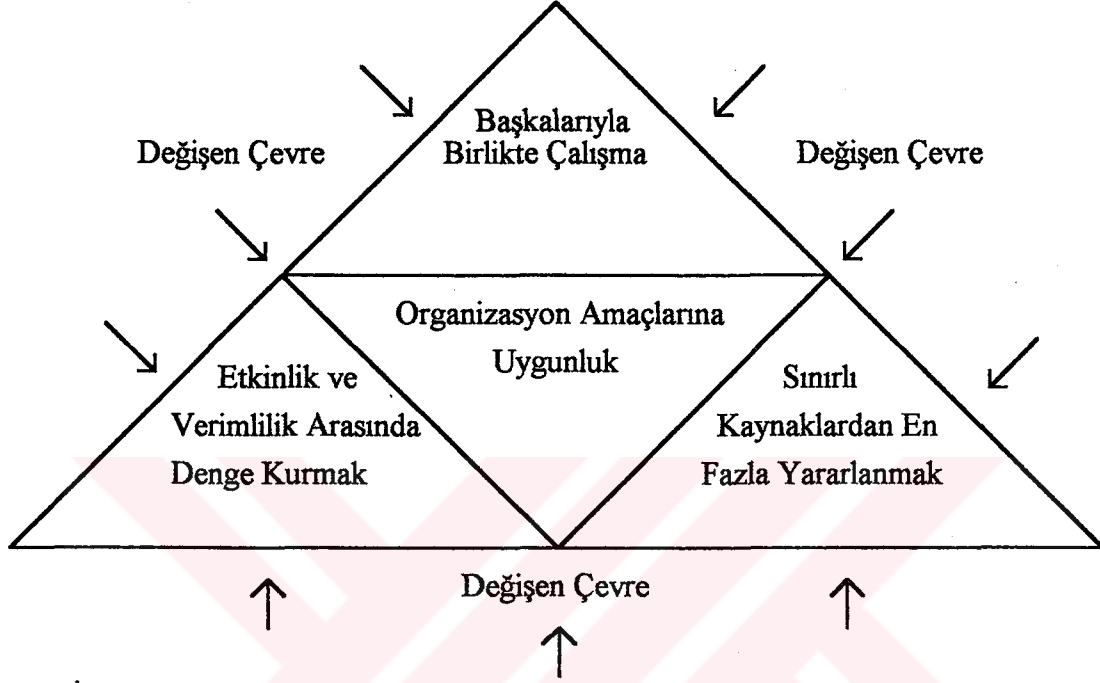 Başkalarıyla
Birlikte Çalışma
Değişen Çevre
Değişen Çevre
Organizasyon Amaçlarına
Uygunluk
Etkinlik ve
Verimlilik Arasında
Denge Kurmak
Sınırlı
Kaynaklardan En
Fazla Yararlanmak
Değişen Çevre